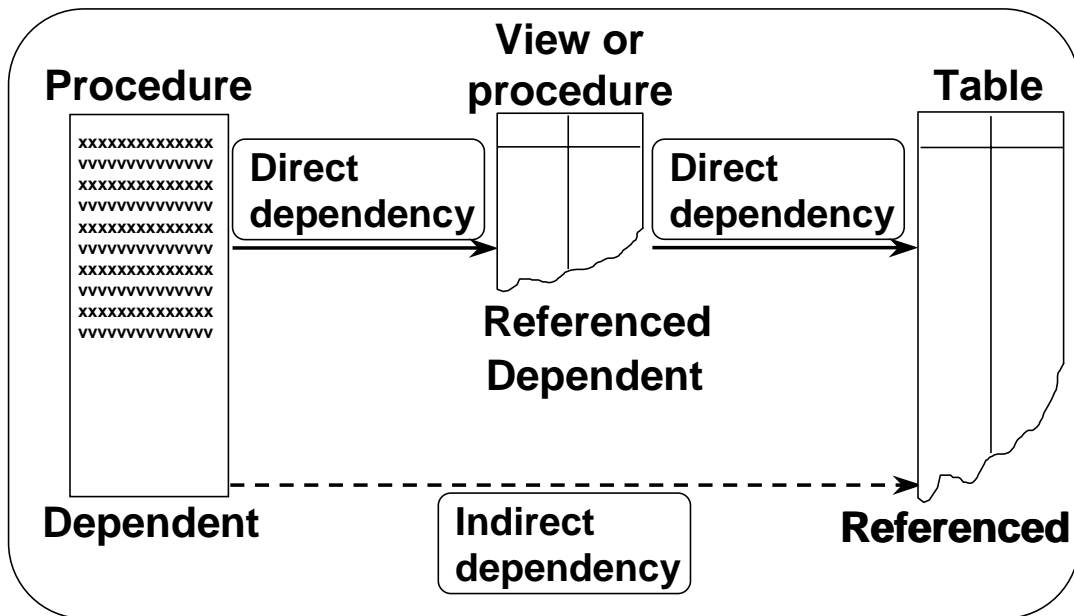 View or
procedure
Procedure
Table
xxxxxxxxxxxxxx
vvvvvvvvvvvvvv
xxxxxxxxxxxxxx
vvvvvvvvvvvvvv
xxxxxxxxxxxxxx
vvvvvvvvvvvvvv
xxxxxxxxxxxxxx
vvvvvvvvvvvvvv
xxxxxxxxxxxxxx
vvvvvvvvvvvvvv
Direct
dependency
Direct
dependency
Referenced
Dependent
Dependent
Indirect
dependency
Referenced